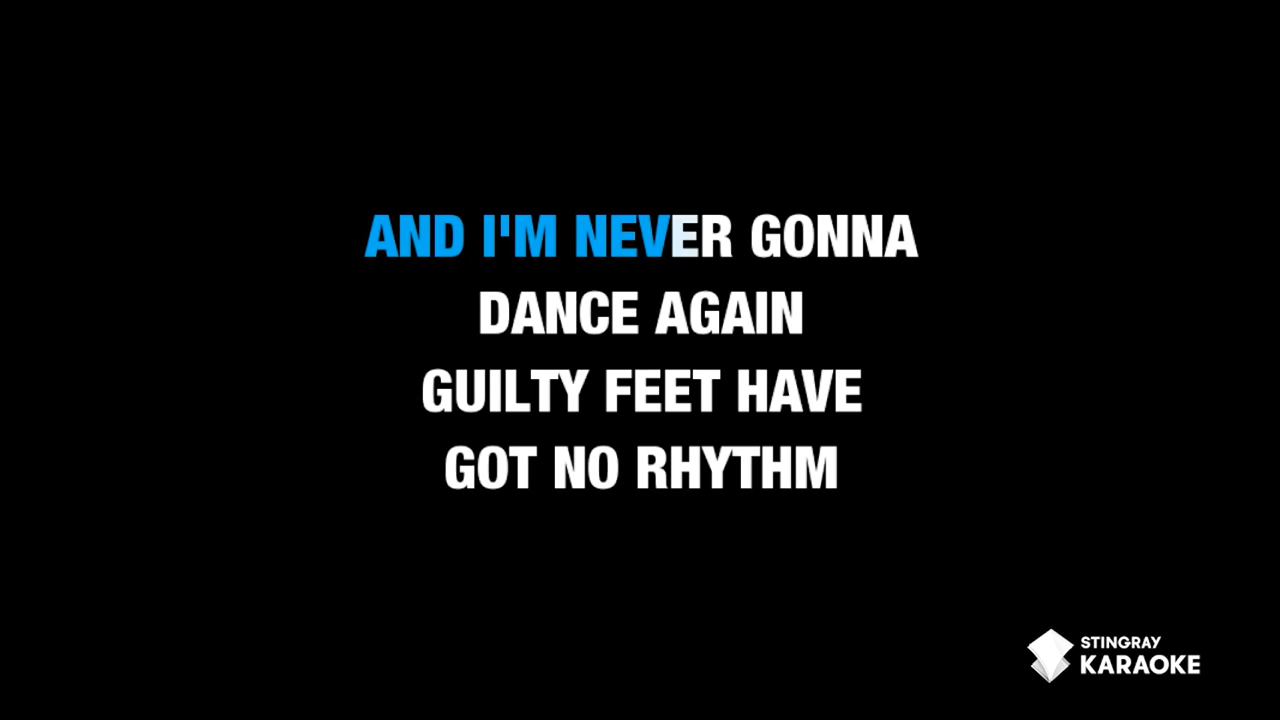 AND I'M NEVER GONNA
DANCE AGAIN
GUILTY FEET HAVE
GOT NO RHYTHM
STINGRAY
KARAOKE